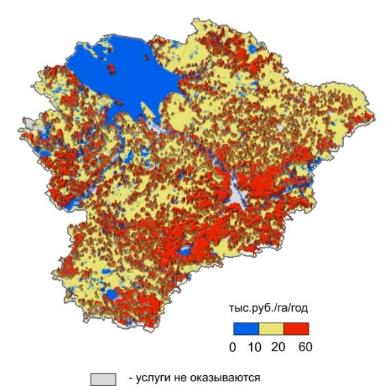 тыс.руб./га/год
0 10 20 60
- услуги не оказываются